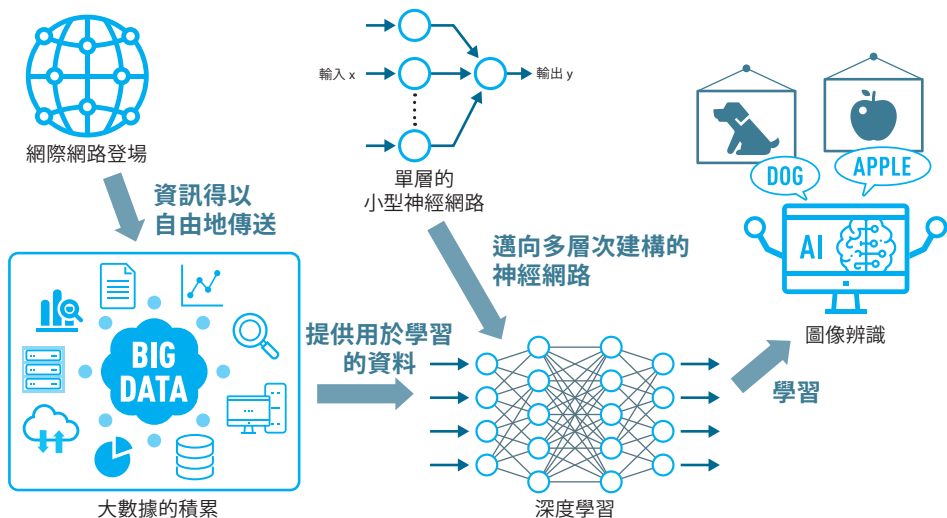 網際網路登場
資訊得以
自由地傳送
輸入 x
輸出 y
單層的
小型神經網路
邁向多層次建構的
神經網路
BIG
DATA
大數據的積累
提供用於學習
的資料
深度學習
學習
DOG
APPLE
AI
圖像辨識